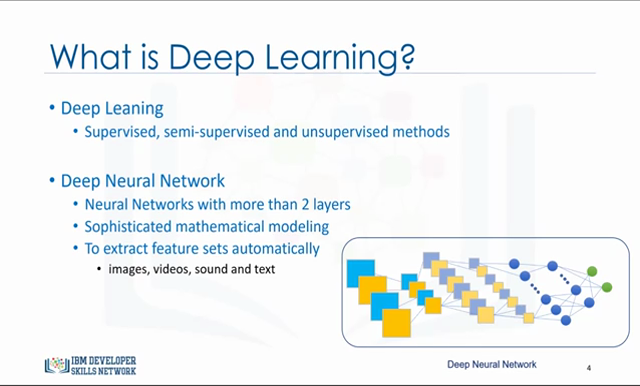 What is Deep Learning?
• Deep Leaning
• Supervised, semi-supervised and unsupervised methods
• Deep Neural Network
• Neural Networks with more than 2 layers
• Sophisticated mathematical modeling
• To extract feature sets automatically
• images, videos, sound and text
IBM DEVELOPER
SKILLS NETWORK
Deep Neural Network
4